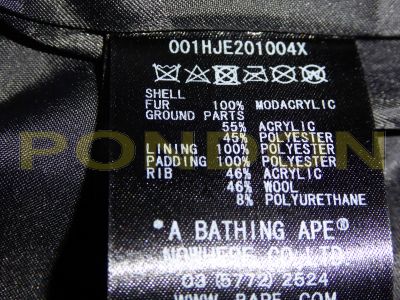 001HJE201004X
SHELL
FUR 100% MODACRYLIC
GROUND PARTS
55% ACRYLIC
45% POLYESTER
LINING 100% POLYESTER
PADDING 100% POLYESTER
RIB 46% ACRYLIC
46% WOOL
8% POLYURETHANE
"A BATHING APE®
NOWHERE CO.LTD
03 (5772) 2524
WWW.BAPE.COM